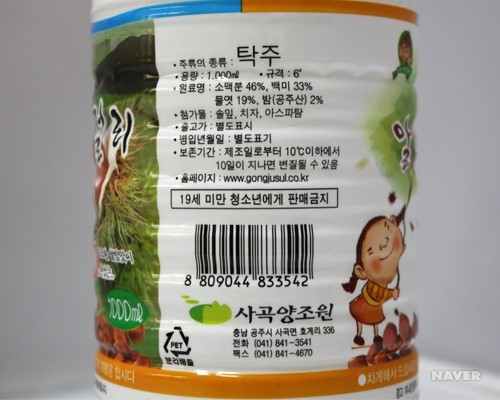 • 주류의 종류 : 탁주
• 용량 : 1,000㎖ • 규격 : 6°
• 원료명 : 소맥분 46%, 백미 33%
물엿 19%, 밤(공주산) 2%
• 첨가물 : 솔잎, 치자, 아스파탐
• 출고가 : 별도표시
• 병입년월일 : 별도표기
• 보존기간 : 제조일로부터 10℃이하에서
10일이 지나면 변질될 수 있음
• 홈페이지 : www.gongjusul.co.kr
19세 미만 청소년에게 판매금지
8 809044 833542
사곡양조원
충남 공주시 사곡면 호계리 336
전화 (041) 841-3541
팩스 (041) 841-4670
PET
분리배출
1000㎖
리
알
NAVER